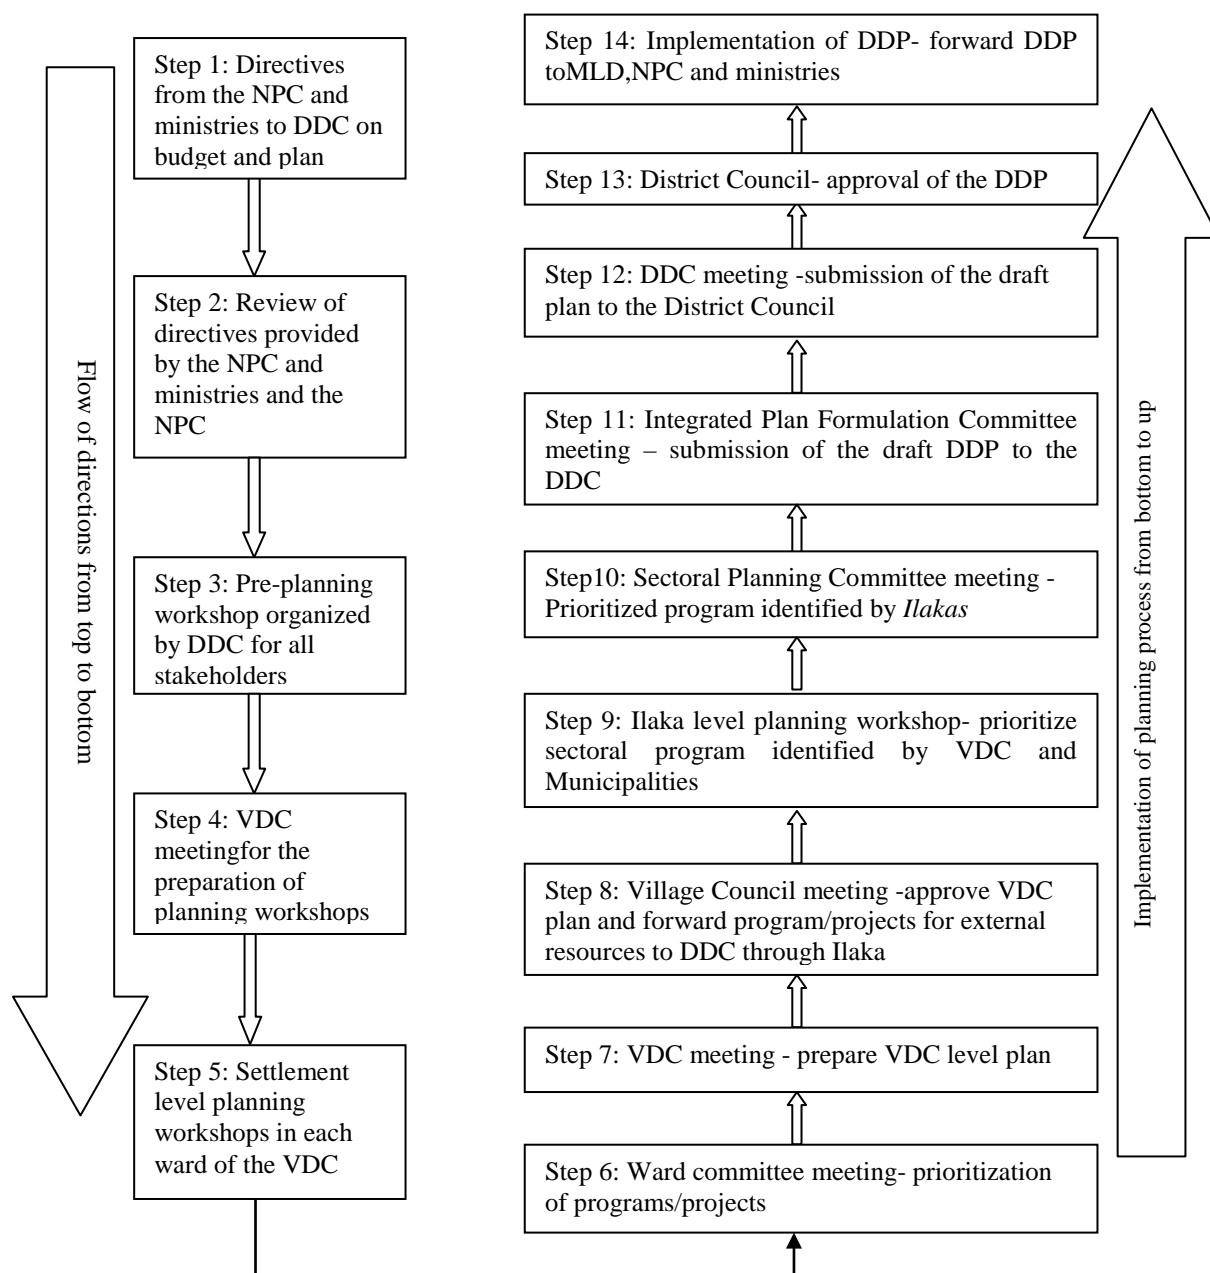 Flow of directions from top to bottom
Step 1: Directives
from the NPC and
ministries to DDC on
budget and plan
Step 2: Review of
directives provided
by the NPC and
ministries and the
NPC
Step 3: Pre-planning
workshop organized
by DDC for all
stakeholders
Step 4: VDC
meetingfor the
preparation of
planning workshops
Step 5: Settlement
level planning
workshops in each
ward of the VDC
Step 14: Implementation of DDP- forward DDP
toMLD,NPC and ministries
Step 13: District Council- approval of the DDP
Step 12: DDC meeting -submission of the draft
plan to the District Council
Step 11: Integrated Plan Formulation Committee
meeting – submission of the draft DDP to the
DDC
Step10: Sectoral Planning Committee meeting -
Prioritized program identified by Ilakas
Step 9: Ilaka level planning workshop- prioritize
sectoral program identified by VDC and
Municipalities
Step 8: Village Council meeting -approve VDC
plan and forward program/projects for external
resources to DDC through Ilaka
Step 7: VDC meeting - prepare VDC level plan
Step 6: Ward committee meeting- prioritization
of programs/projects
Implementation of planning process from bottom to up